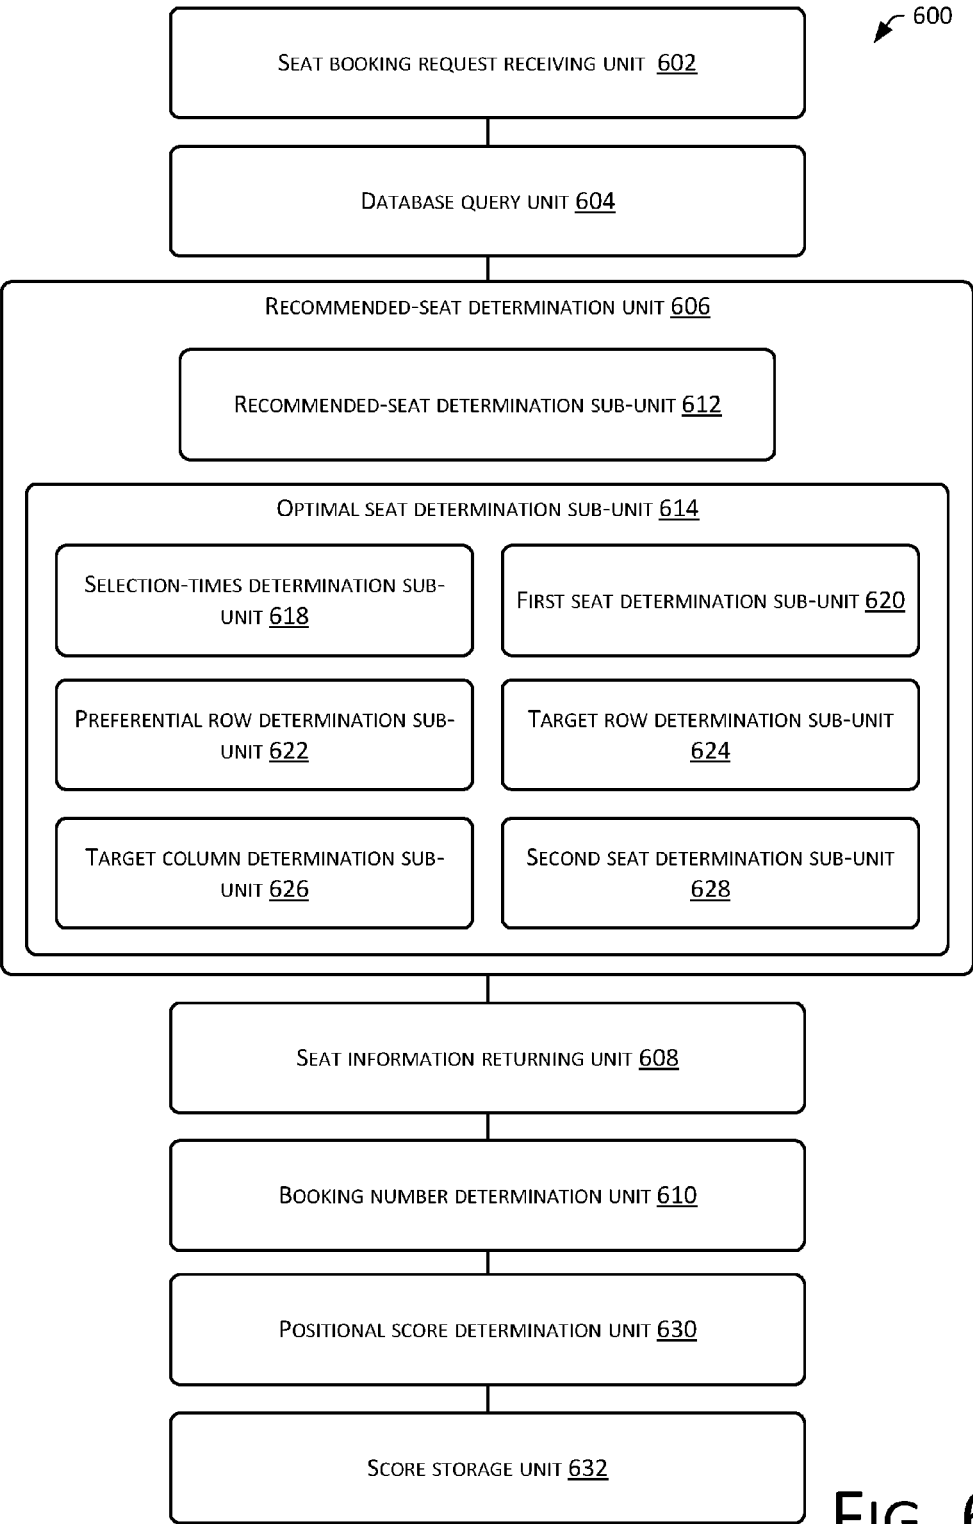 600
SEAT BOOKING REQUEST RECEIVING UNIT 602
DATABASE QUERY UNIT 604
RECOMMENDED-SEAT DETERMINATION UNIT 606
RECOMMENDED-SEAT DETERMINATION SUB-UNIT 612
OPTIMAL SEAT DETERMINATION SUB-UNIT 614
SELECTION-TIMES DETERMINATION SUB-
UNIT 618
FIRST SEAT DETERMINATION SUB-UNIT 620
PREFERENTIAL ROW DETERMINATION SUB-
UNIT 622
TARGET ROW DETERMINATION SUB-UNIT
624
TARGET COLUMN DETERMINATION SUB-
UNIT 626
SECOND SEAT DETERMINATION SUB-UNIT
628
SEAT INFORMATION RETURNING UNIT 608
BOOKING NUMBER DETERMINATION UNIT 610
POSITIONAL SCORE DETERMINATION UNIT 630
SCORE STORAGE UNIT 632
FIG. 6